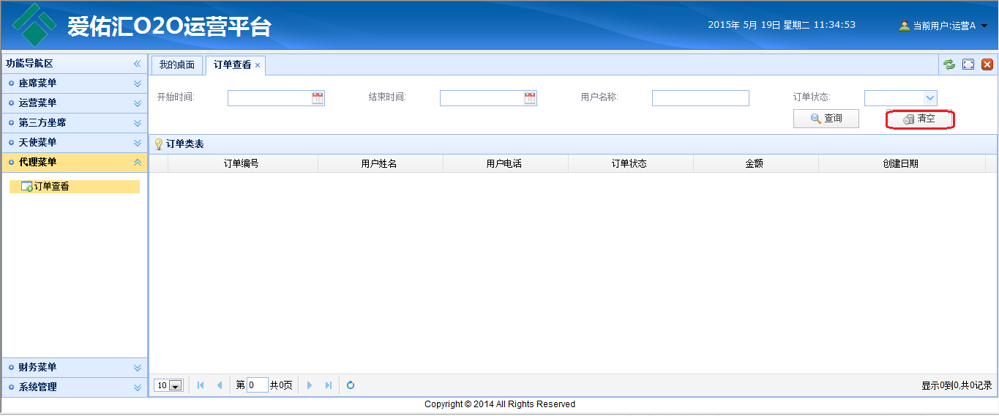 爱佑汇O2O运营平台
2015年 5月 19日 星期二 11:34:53
当前用户:运营A
功能导航区
我的桌面
订单查看
座席菜单
运营菜单
第三方坐席
天使菜单
代理菜单
订单查看
财务菜单
系统管理
开始时间:
结束时间:
用户名称:
订单状态:
查询
清空
订单类表
订单编号 用户姓名 用户电话 订单状态 金额 创建日期
10 第 0 共0页
显示0到0,共0记录
Copyright © 2014 All Rights Reserved